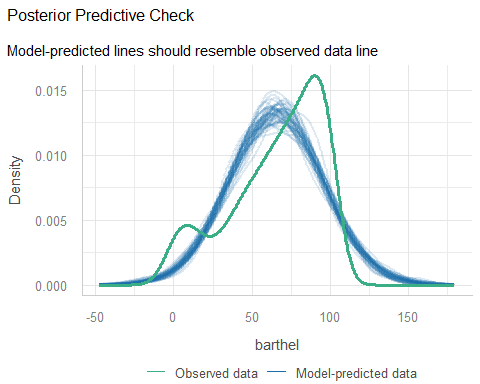 Posterior Predictive Check
Model-predicted lines should resemble observed data line
0.015
0.010
0.005
0.000
Density
-50 0 50 100 150
barthel
Observed data Model-predicted data